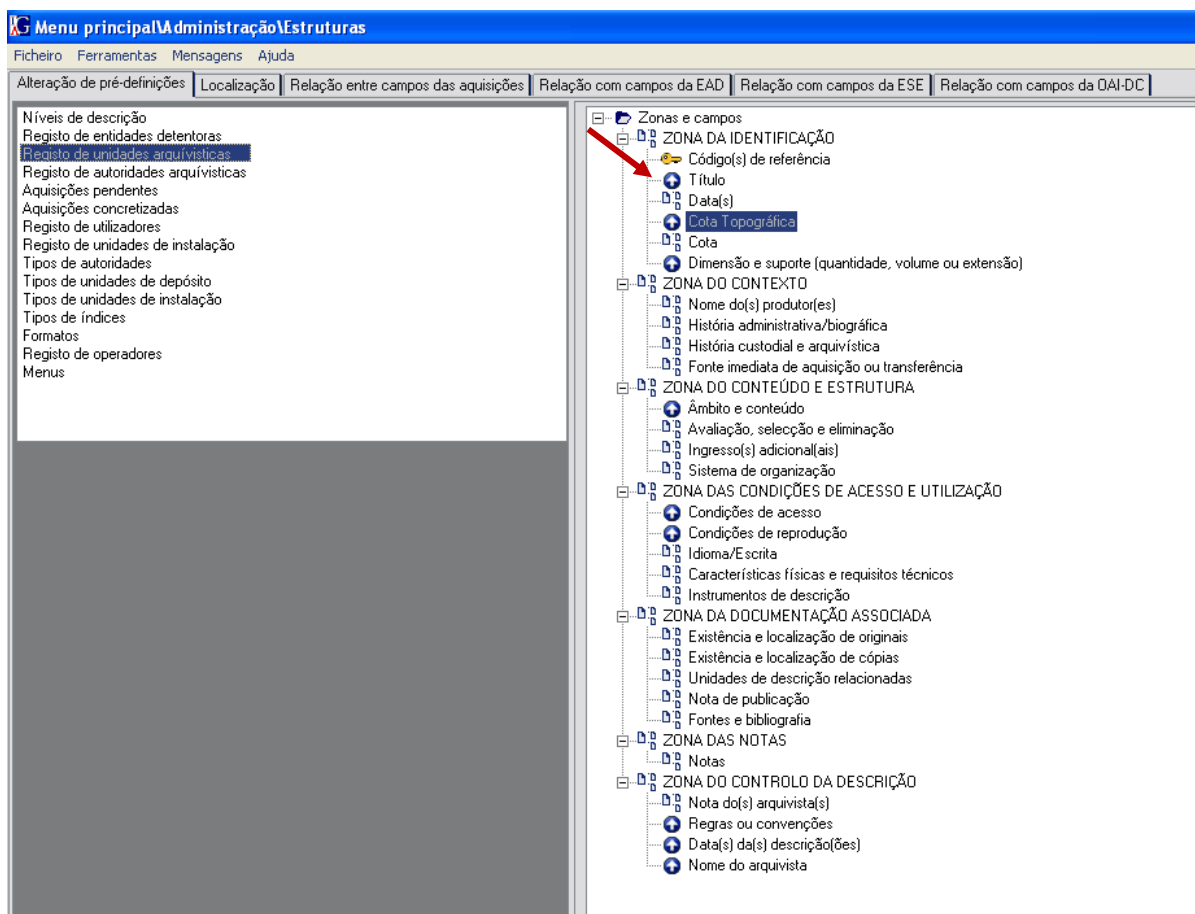 Menu principal\Administração\Estruturas
Ficheiro Ferramentas Mensagens Ajuda
Alteração de pré-definições Localização Relação entre campos das aquisições Relação com campos da EAD Relação com campos da ESE Relação com campos da OAI-DC
Níveis de descrição
Registo de entidades detentoras
Registo de unidades arquívisticas
Registo de autoridades arquívisticas
Aquisições pendentes
Aquisições concretizadas
Registo de utilizadores
Registo de unidades de instalação
Tipos de autoridades
Tipos de unidades de depósito
Tipos de unidades de instalação
Tipos de índices
Formatos
Registo de operadores
Menus
Zonas e campos
ZONA DA IDENTIFICAÇÃO
Código(s) de referência
Título
Data(s)
Cota Topográfica
Cota
Dimensão e suporte (quantidade, volume ou extensão)
ZONA DO CONTEXTO
Nome do(s) produtor(es)
História administrativa/biográfica
História custodial e arquivística
Fonte imediata de aquisição ou transferência
ZONA DO CONTEÚDO E ESTRUTURA
Âmbito e conteúdo
Avaliação, selecção e eliminação
Ingresso(s) adicional(ais)
Sistema de organização
ZONA DAS CONDIÇÕES DE ACESSO E UTILIZAÇÃO
Condições de acesso
Condições de reprodução
Idioma/Escrita
Características físicas e requisitos técnicos
Instrumentos de descrição
ZONA DA DOCUMENTAÇÃO ASSOCIADA
Existência e localização de originais
Existência e localização de cópias
Unidades de descrição relacionadas
Nota de publicação
Fontes e bibliografia
ZONA DAS NOTAS
Notas
ZONA DO CONTROLO DA DESCRIÇÃO
Nota do(s) arquivista(s)
Regras ou convenções
Data(s) da(s) descrição(ões)
Nome do arquivista